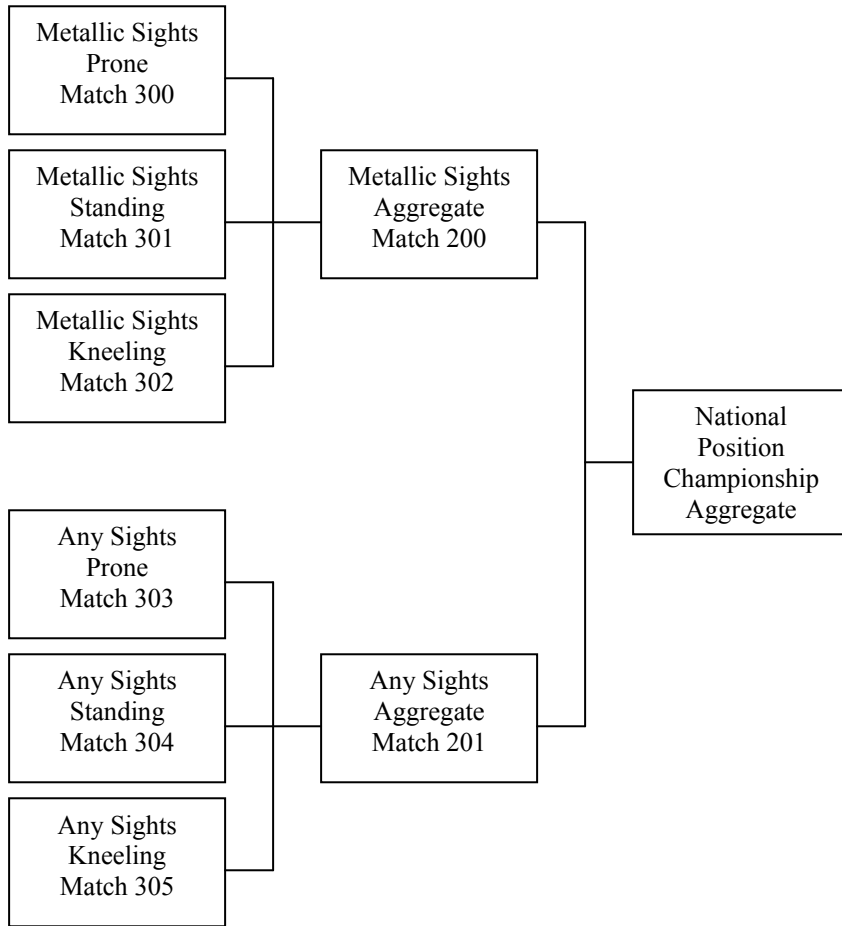 Metallic Sights
Prone
Match 300
Metallic Sights
Standing
Match 301
Metallic Sights
Kneeling
Match 302
Metallic Sights
Aggregate
Match 200
Any Sights
Prone
Match 303
Any Sights
Standing
Match 304
Any Sights
Kneeling
Match 305
Any Sights
Aggregate
Match 201
National
Position
Championship
Aggregate